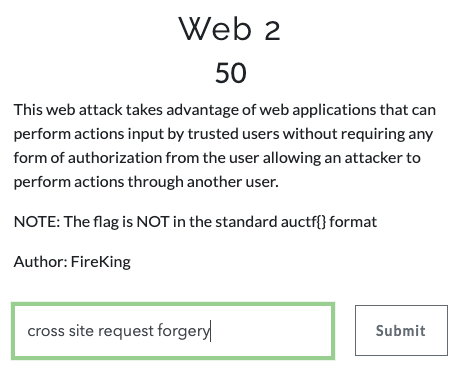 Web 2
50
This web attack takes advantage of web applications that can
perform actions input by trusted users without requiring any
form of authorization from the user allowing an attacker to
perform actions through another user.
NOTE: The flag is NOT in the standard auctf{} format
Author: FireKing
cross site request forgery
Submit